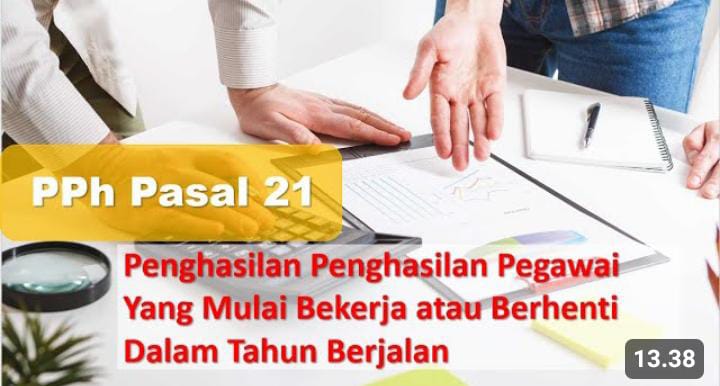 PPh Pasal 21
Penghasilan Penghasilan Pegawai
Yang Mulai Bekerja atau Berhenti
Dalam Tahun Berjalan
13.38